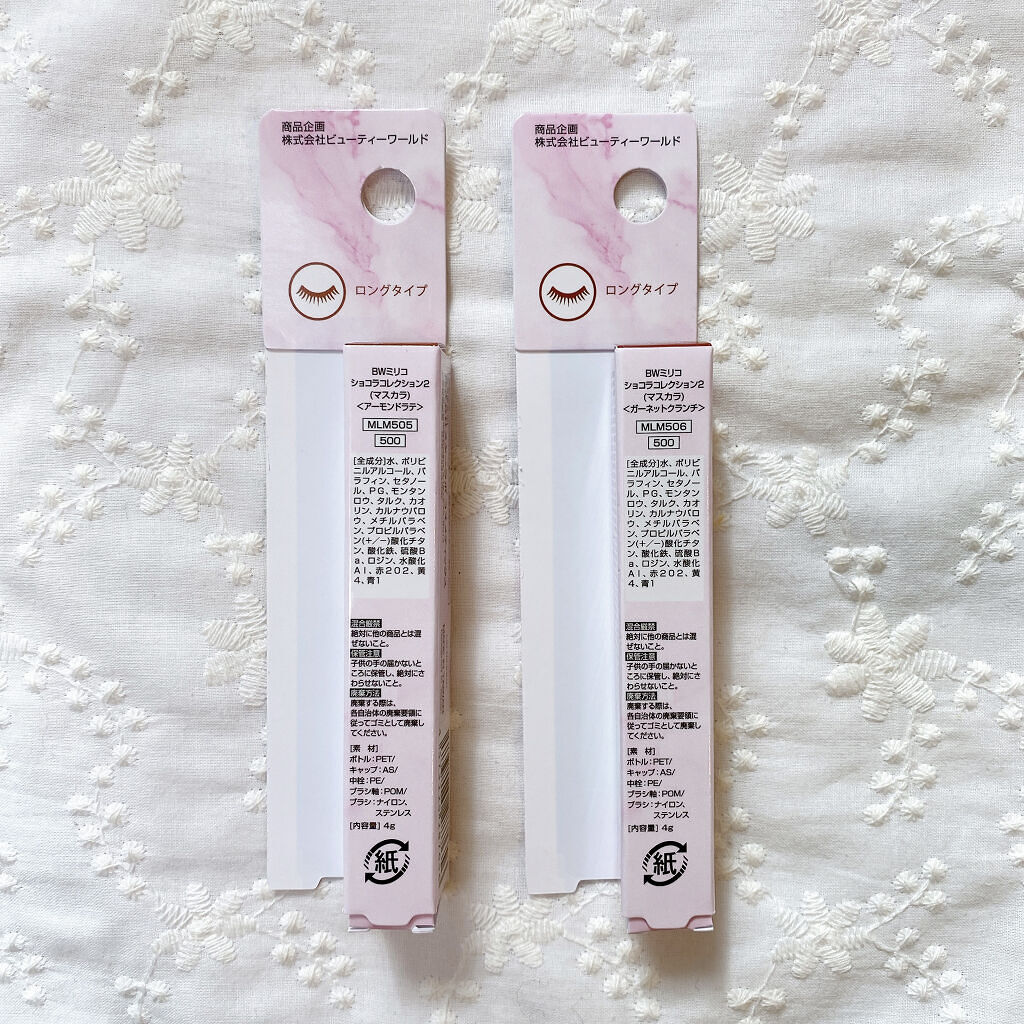 商品企画
株式会社ビューティーワールド
ロングタイプ
BWミリコ
ショコラコレクション2
(マスカラ)
<アーモンドラテ>
MLM505
500
[全成分]水、ポリビ
ニルアルコール、パ
ラフィン、セタノー
ル、PG、モンタン
ロウ、タルク、カオ
リン、カルナウバロ
ウ、メチルパラベ
ン、プロピルパラベ
ン(+/−)酸化チタ
ン、酸化鉄、硫酸B
a、ロジン、水酸化
Al、赤202、黄
4、青1
混合厳禁
絶対に他の商品とは混
ぜないこと。
保管注意
子供の手の届かないと
ころに保管し、絶対にさ
わらせないこと。
廃棄方法
廃棄する際は、
各自治体の廃棄要領に
従ってゴミとして廃棄し
てください。
[素 材]
ボトル:PET/
キャップ:AS/
中栓:PE/
ブラシ軸:POM/
ブラシ:ナイロン、
ステンレス
[内容量] 4g
紙
商品企画
株式会社ビューティーワールド
ロングタイプ
BWミリコ
ショコラコレクション2
(マスカラ)
<ガーネットクランチ>
MLM506
500
[全成分]水、ポリビ
ニルアルコール、パ
ラフィン、セタノー
ル、PG、モンタン
ロウ、タルク、カオ
リン、カルナウバロ
ウ、メチルパラベ
ン、プロピルパラベ
ン(+/−)酸化チタ
ン、酸化鉄、硫酸B
a、ロジン、水酸化
Al、赤202、黄
4、青1
混合厳禁
絶対に他の商品とは混
ぜないこと。
保管注意
子供の手の届かないと
ころに保管し、絶対にさ
わらせないこと。
廃棄方法
廃棄する際は、
各自治体の廃棄要領に
従ってゴミとして廃棄し
てください。
[素 材]
ボトル:PET/
キャップ:AS/
中栓:PE/
ブラシ軸:POM/
ブラシ:ナイロン、
ステンレス
[内容量] 4g
紙